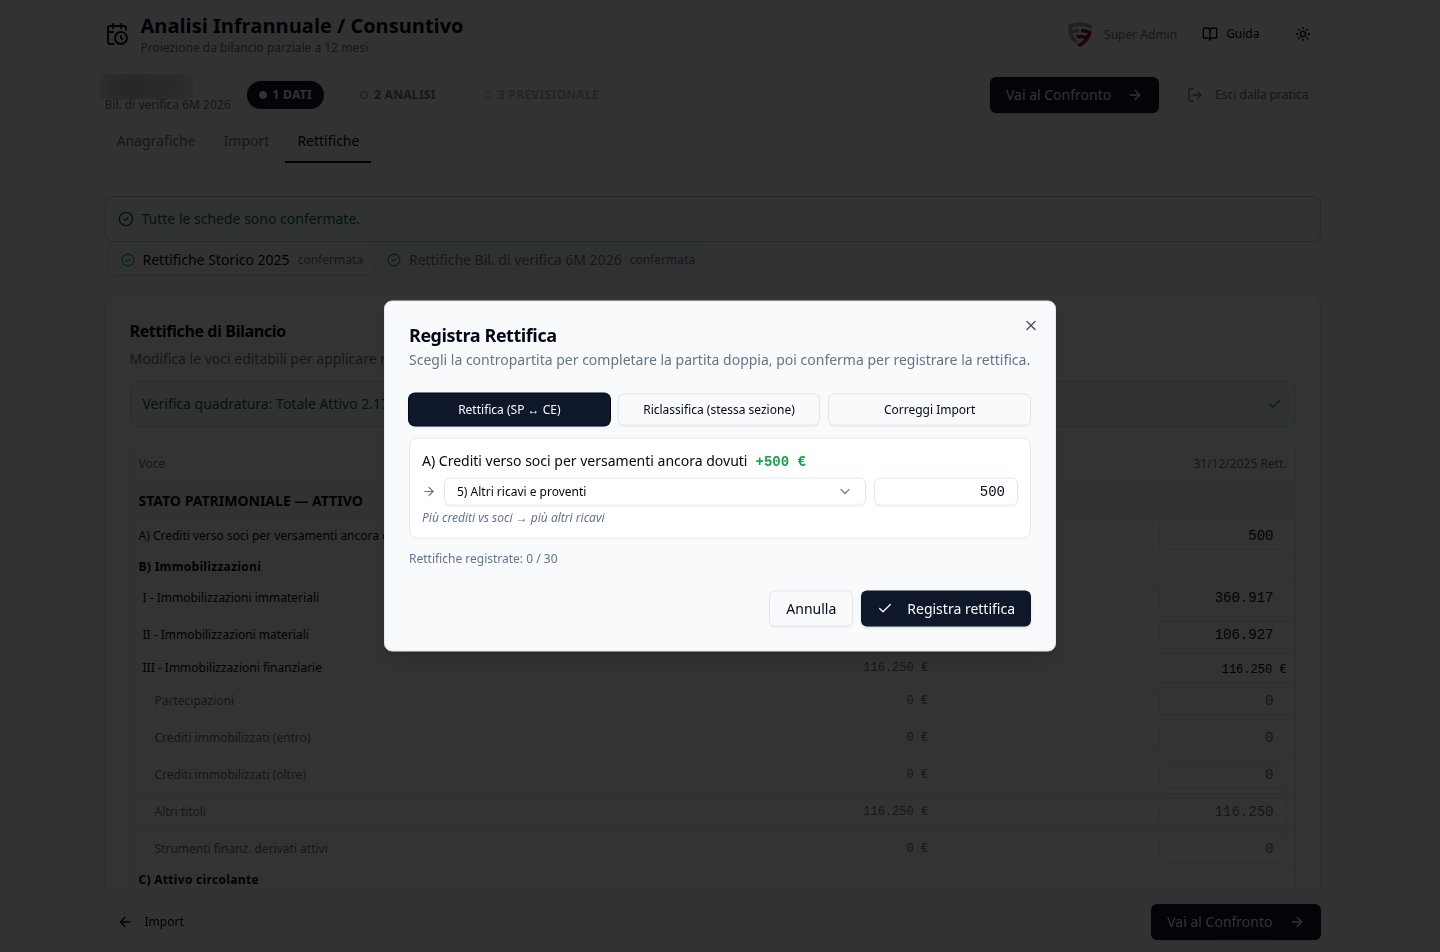 Analisi Infrannuale / Consuntivo
Proiezione da bilancio parziale a 12 mesi
Super Admin
Guida
Bil. di verifica 6M 2026
1 DATI
2 ANALISI
3 PREVISIONALE
Vai al Confronto
Esci dalla pratica
Anagrafiche
Import
Rettifiche
Tutte le schede sono confermate.
Rettifiche Storico 2025 confermata
Rettifiche Bil. di verifica 6M 2026 confermata
Rettifiche di Bilancio
Modifica le voci editabili per applicare
Verifica quadratura: Totale Attivo 2.17
Voce
31/12/2025 Rett.
STATO PATRIMONIALE — ATTIVO
A) Crediti verso soci per versamenti ancora
500
B) Immobilizzazioni
I - Immobilizzazioni immateriali
360.917
II - Immobilizzazioni materiali
106.927
III - Immobilizzazioni finanziarie
116.250 €
-
116.250 €
Partecipazioni
0 €
-
0
Crediti immobilizzati (entro)
0 €
-
0
Crediti immobilizzati (oltre)
0 €
-
0
Altri titoli
116.250 €
-
116.250
Strumenti finanz. derivati attivi
0 €
-
0
C) Attivo circolante
Registra Rettifica
Scegli la contropartita per completare la partita doppia, poi conferma per registrare la rettifica.
Rettifica (SP ↔ CE)
Riclassifica (stessa sezione)
Correggi Import
A) Crediti verso soci per versamenti ancora dovuti +500 €
→ 5) Altri ricavi e proventi
500
Più crediti vs soci → più altri ricavi
Rettifiche registrate: 0 / 30
Annulla
Registra rettifica
Import
Vai al Confronto